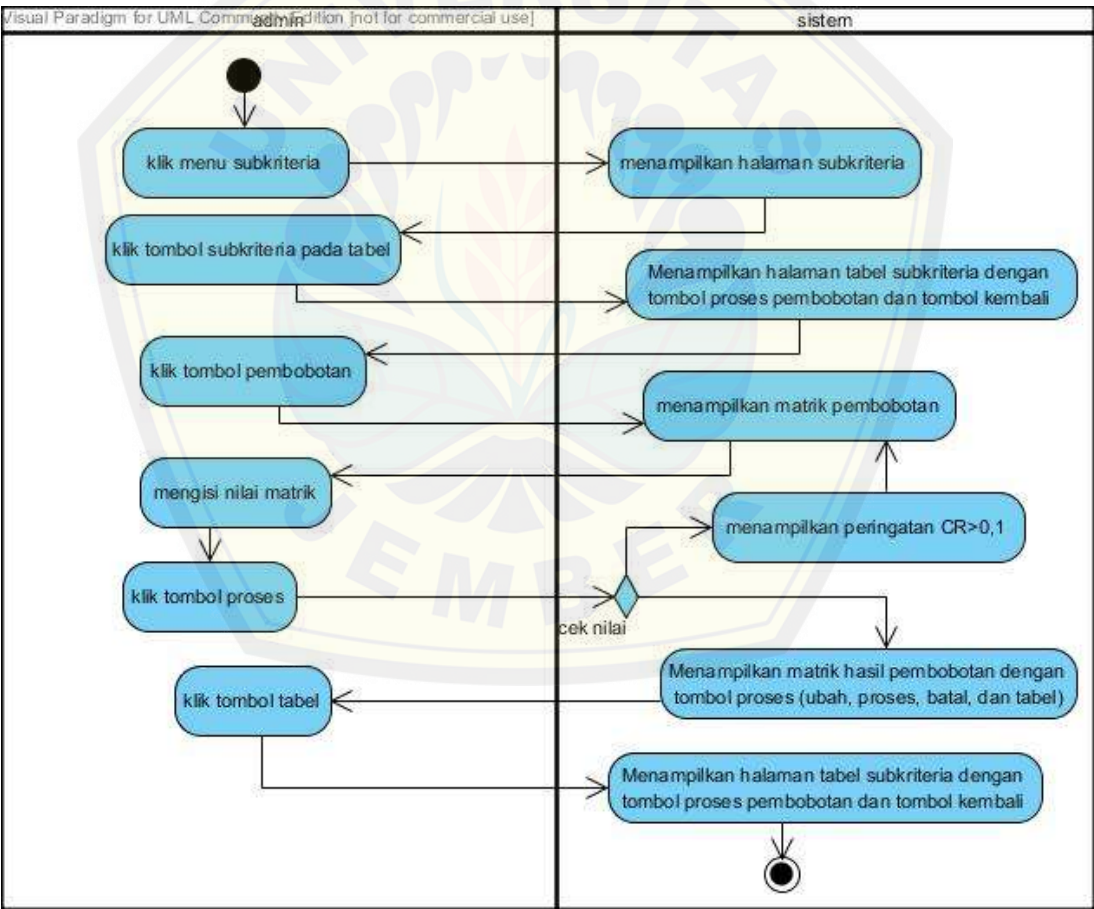 Visual Paradigm for UML Community Edition [not for commercial use]
admin
sistem
klik menu subkriteria
menampilkan halaman subkriteria
klik tombol subkriteria pada tabel
Menampilkan halaman tabel subkriteria dengan
tombol proses pembobotan dan tombol kembali
klik tombol pembobotan
menampilkan matrik pembobotan
mengisi nilai matrik
menampilkan peringatan CR>0,1
klik tombol proses
cek nilai
Menampilkan matrik hasil pembobotan dengan
tombol proses (ubah, proses, batal, dan tabel)
klik tombol tabel
Menampilkan halaman tabel subkriteria dengan
tombol proses pembobotan dan tombol kembali
UNIVERSITAS
JEMBER